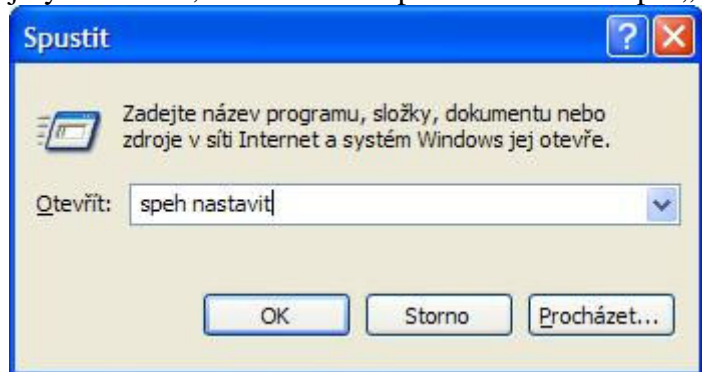 Spustit
Zadejte název programu, složky, dokumentu nebo
zdroje v síti Internet a systém Windows jej otevře.
Otevřít: speh nastavit
OK Storno Procházet...